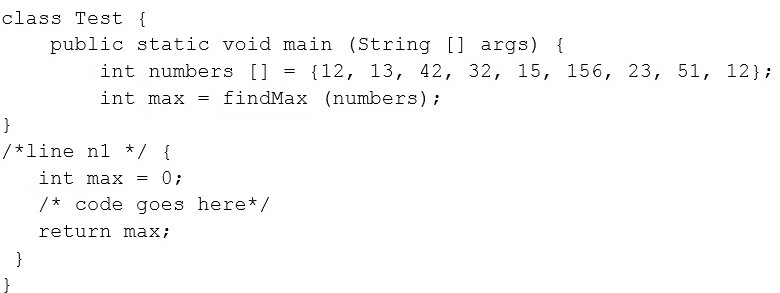 class Test {
    public static void main (String [] args) {
        int numbers [] = {12, 13, 42, 32, 15, 156, 23, 51, 12};
        int max = findMax (numbers);
}
/*line n1 */ {
   int max = 0;
   /* code goes here*/
   return max;
 }
}